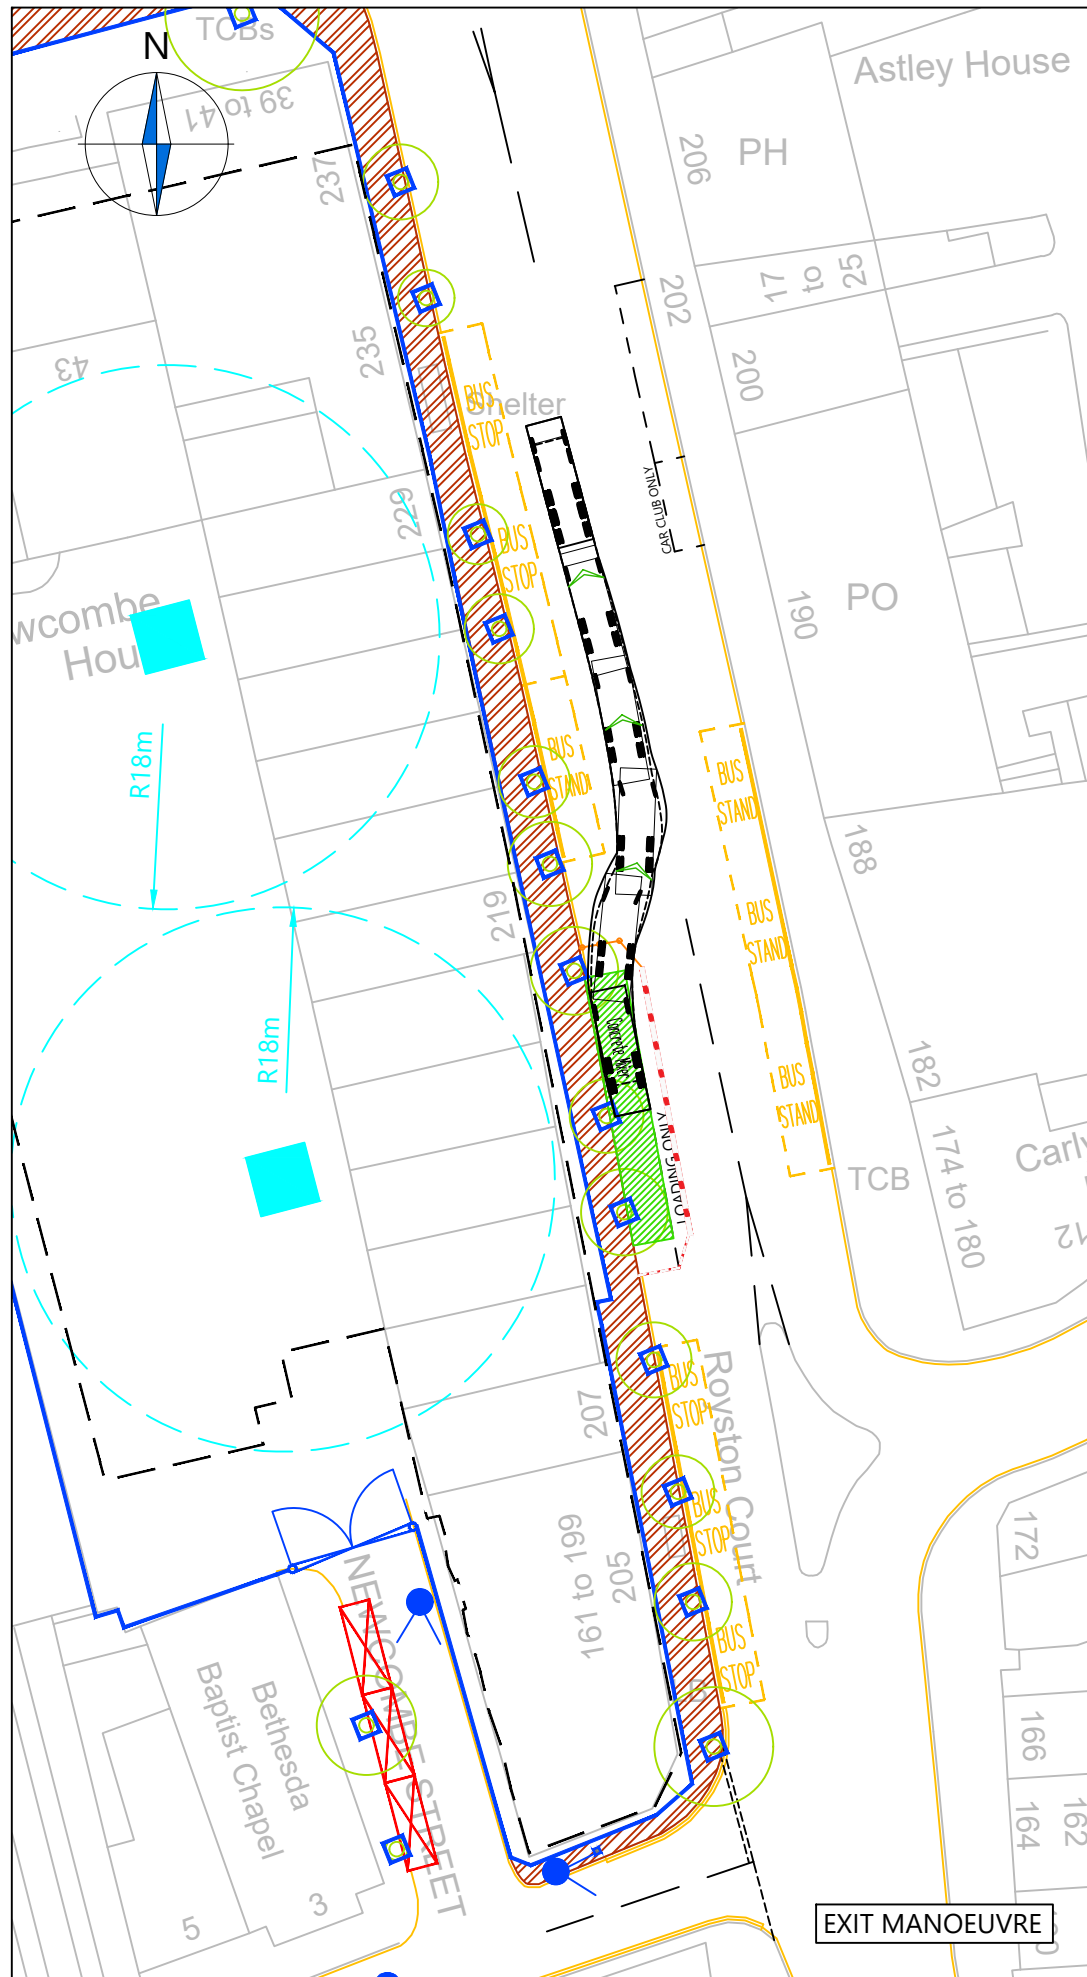 TCBs
N
Astley House
39 to 41
206
PH
237
17
to
25
202
235
200
43
BUS
STOP
Shelter
CAR CLUB ONLY
229
BUS
STOP
190
PO
wcombe
Hou
R18m
BUS
STAND
BUS
STAND
188
219
BUS
STAND
R18m
182
BUS
STAND
LOADING ONLY
174 to 180
Carly
TCB
12
207
BUS
STOP
Royston Court
BUS
STOP
172
161 to 199
205
NEWCOMBE STREET
BUS
STOP
Bethesda
Baptist Chapel
166
164
162
3
5
EXIT MANOEUVRE